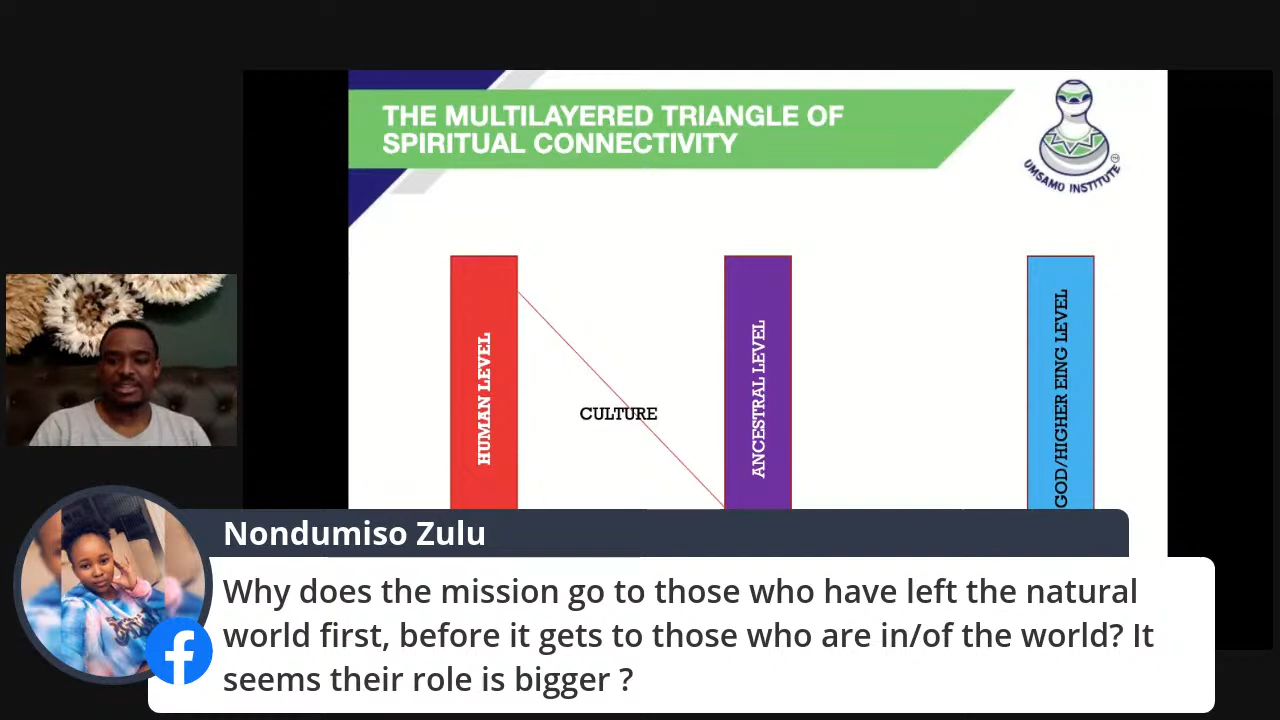 THE MULTILAYERED TRIANGLE OF
SPIRITUAL CONNECTIVITY
UMSAMO INSTITUTE
HUMAN LEVEL
CULTURE
ANCESTRAL LEVEL
GOD/HIGHER EING LEVEL
Nondumiso Zulu
Why does the mission go to those who have left the natural
world first, before it gets to those who are in/of the world? It
seems their role is bigger ?